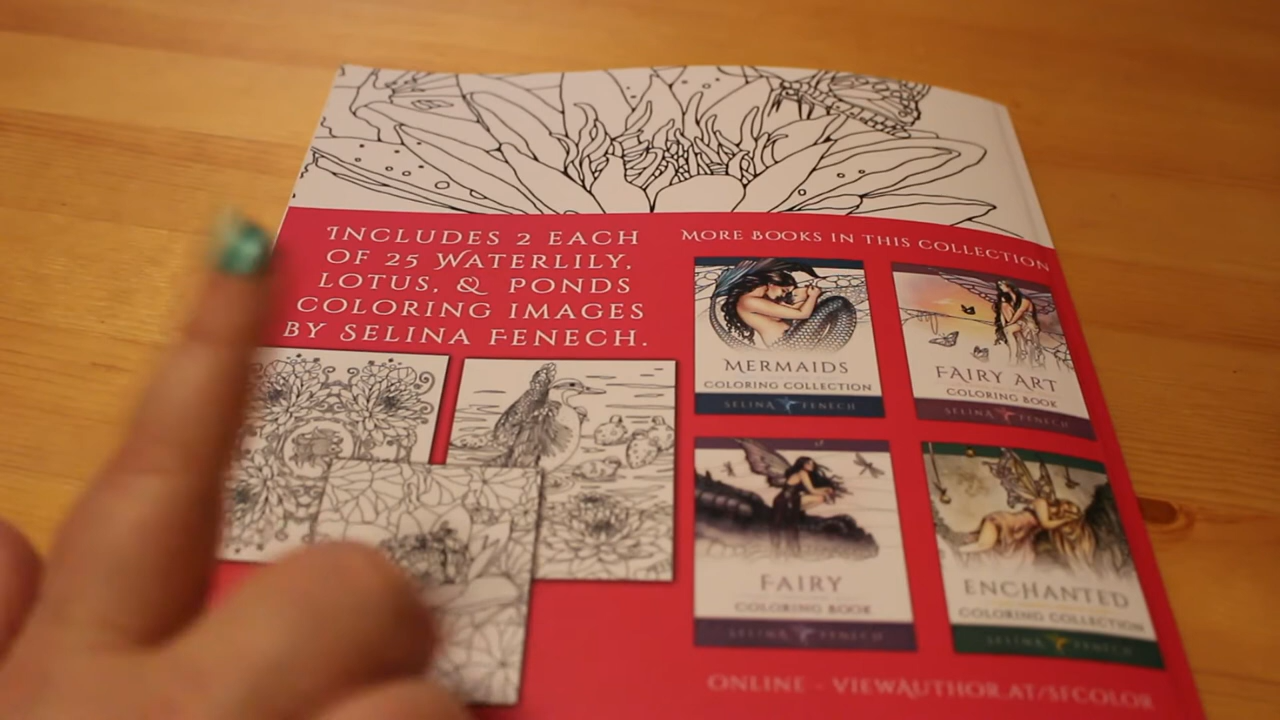 INCLUDES 2 EACH
OF 25 WATERLILY,
LOTUS, & PONDS
COLORING IMAGES
BY SELINA FENECH.
MORE BOOKS IN THIS COLLECTION
MERMAIDS
COLORING COLLECTION
SELINA FENECH
FAIRY ART
COLORING BOOK
SELINA FENECH
FAIRY
COLORING BOOK
SELINA FENECH
ENCHANTED
COLORING COLLECTION
SELINA FENECH
ONLINE - VIEWAUTHOR.AT/SFCOLOR